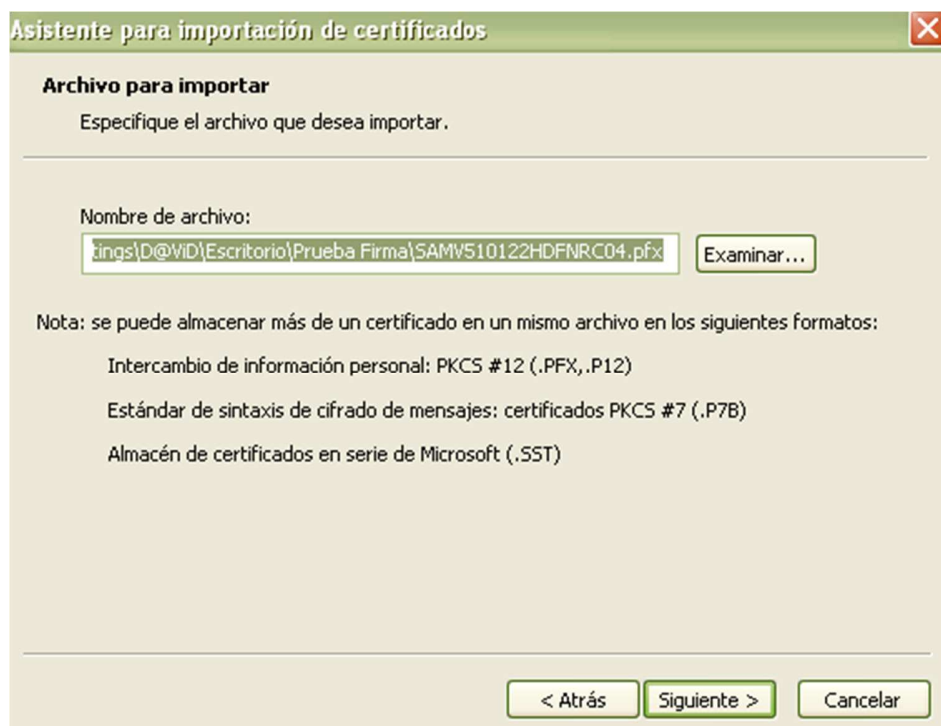 Asistente para importación de certificados
Archivo para importar
Especifique el archivo que desea importar.
Nombre de archivo:
tings\D@ViD\Escritorio\Prueba Firma\SAMV510122HDFNRC04.pfx
Examinar...
Nota: se puede almacenar más de un certificado en un mismo archivo en los siguientes formatos:
Intercambio de información personal: PKCS #12 (.PFX,.P12)
Estándar de sintaxis de cifrado de mensajes: certificados PKCS #7 (.P7B)
Almacén de certificados en serie de Microsoft (.SST)
< Atrás
Siguiente >
Cancelar